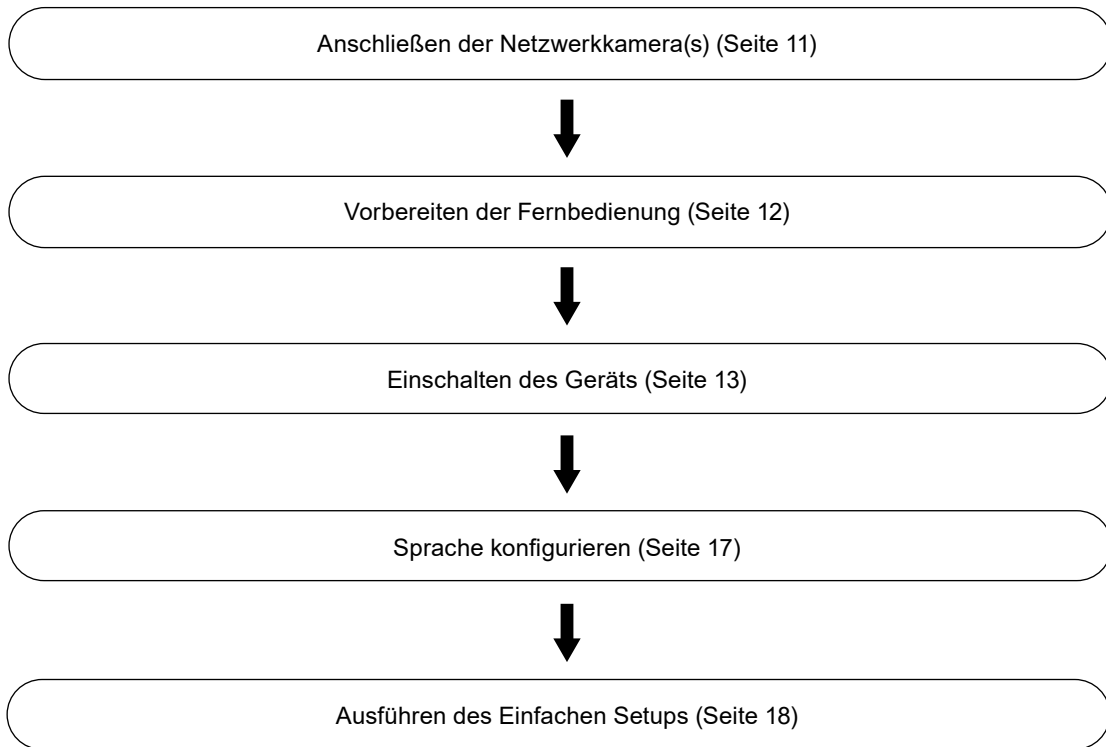 Anschließen der Netzwerkkamera(s) (Seite 11)
Vorbereiten der Fernbedienung (Seite 12)
Einschalten des Geräts (Seite 13)
Sprache konfigurieren (Seite 17)
Ausführen des Einfachen Setups (Seite 18)